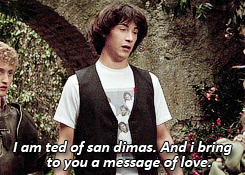 I am ted of san dimas. And i bring
to you a message of love.